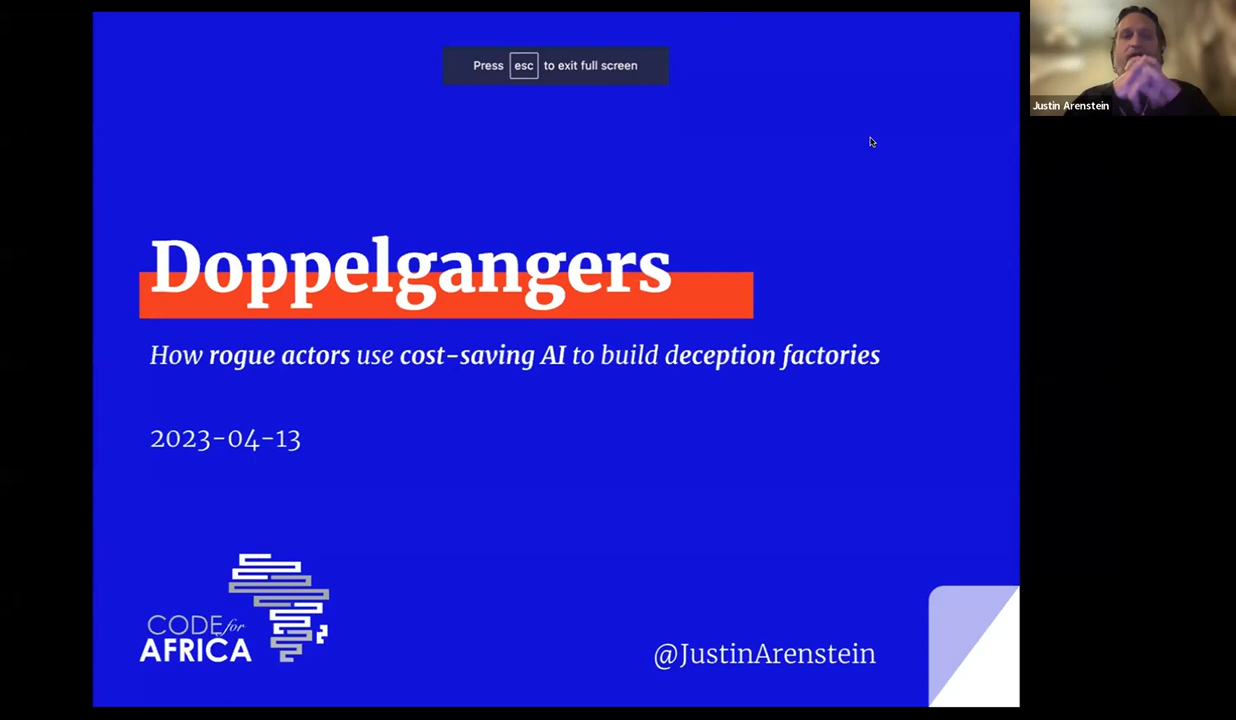 Press esc to exit full screen
Justin Arenstein
Doppelgangers
How rogue actors use cost-saving AI to build deception factories
2023-04-13
CODE for
AFRICA
@JustinArenstein